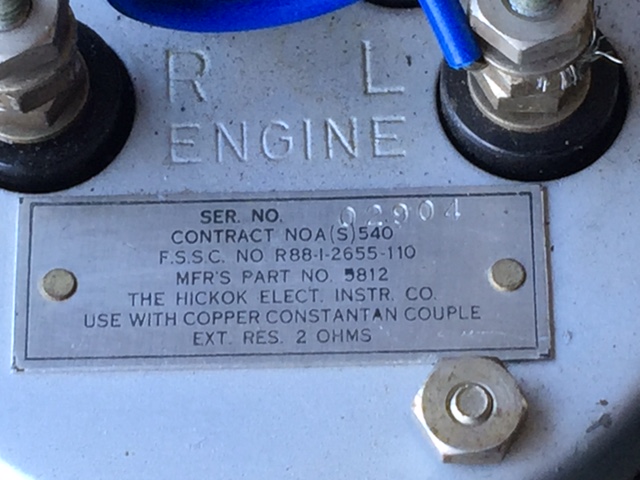 R L
ENGINE
SER. NO. 02904
CONTRACT NOA(S)540
F.S.S.C. NO. R88-I-2655-110
MFR'S PART NO. 5812
THE HICKOK ELECT. INSTR. CO.
USE WITH COPPER CONSTANTAN COUPLE
EXT. RES. 2 OHMS